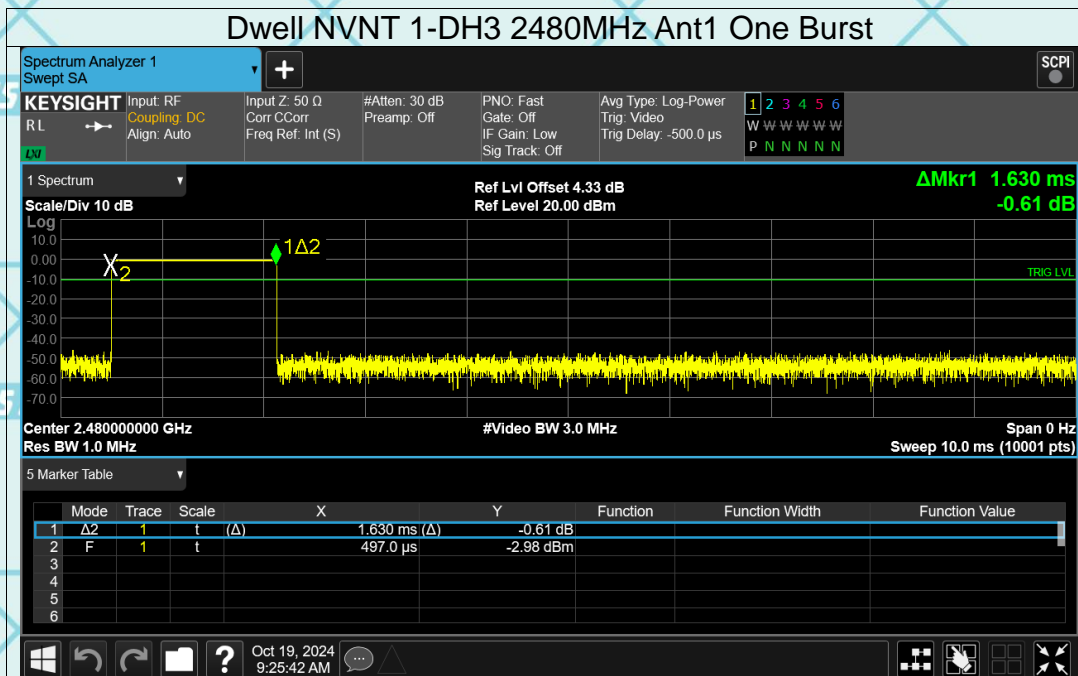 Dwell NVNT 1-DH3 2480MHz Ant1 One Burst
Spectrum Analyzer 1
Swept SA
+
SCPI
KEYSIGHT
RL
LXI
Input: RF
Coupling: DC
Align: Auto
Input Z: 50 Ω
Corr CCorr
Freq Ref: Int (S)
#Atten: 30 dB
Preamp: Off
PNO: Fast
Gate: Off
IF Gain: Low
Sig Track: Off
Avg Type: Log-Power
Trig: Video
Trig Delay: -500.0 µs
1 2 3 4 5 6
W W W W W W
P N N N N N
1 Spectrum
Scale/Div 10 dB
Ref Lvl Offset 4.33 dB
Ref Level 20.00 dBm
ΔMkr1 1.630 ms
-0.61 dB
Log
10.0
0.00
-10.0
-20.0
-30.0
-40.0
-50.0
-60.0
-70.0
X2
1Δ2
TRIG LVL
Center 2.480000000 GHz
#Video BW 3.0 MHz
Span 0 Hz
Res BW 1.0 MHz
Sweep 10.0 ms (10001 pts)
5 Marker Table
Mode Trace Scale X Y Function Function Width Function Value
1 Δ2 1 t (Δ) 1.630 ms (Δ) -0.61 dB
2 F 1 t 497.0 µs -2.98 dBm
3
4
5
6
?
Oct 19, 2024
9:25:42 AM